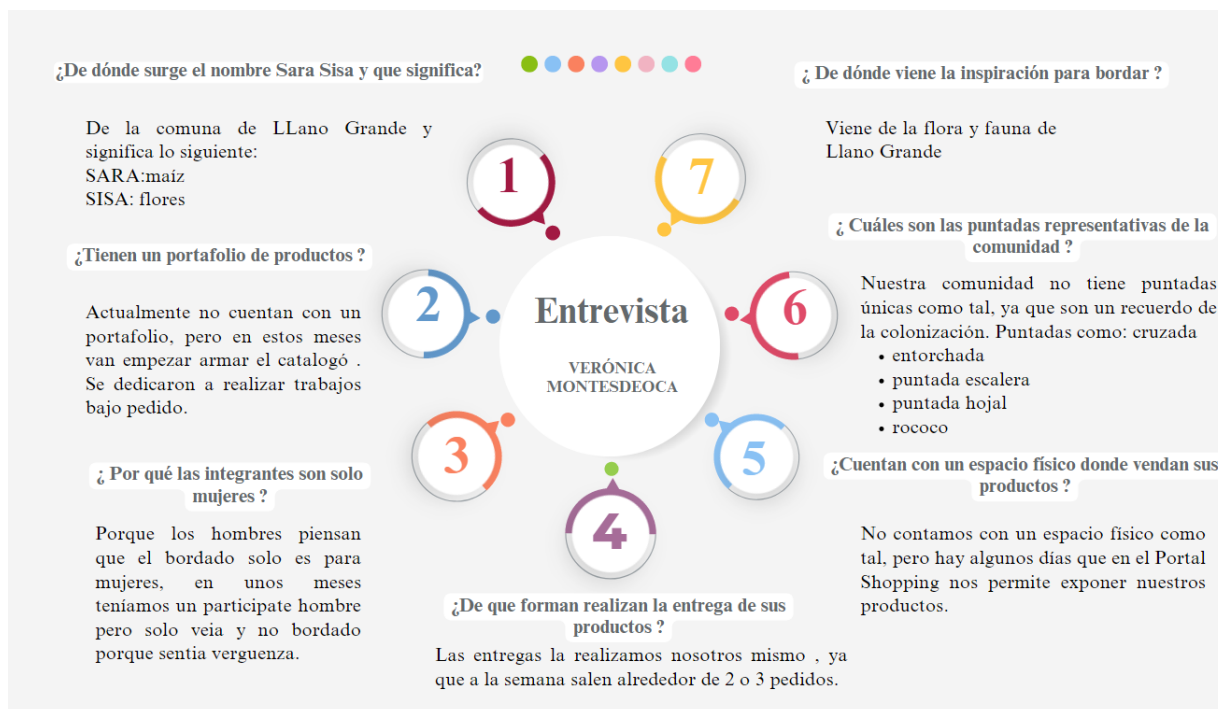 ¿De dónde surge el nombre Sara Sisa y que significa?
De la comuna de LLano Grande y
significa lo siguiente:
SARA:maíz
SISA: flores
1
¿Tienen un portafolio de productos ?
Actualmente no cuentan con un
portafolio, pero en estos meses
van empezar armar el catalogó .
Se dedicaron a realizar trabajos
bajo pedido.
2
¿ Por qué las integrantes son solo
mujeres ?
Porque los hombres piensan
que el bordado solo es para
mujeres, en unos meses
teníamos un participate hombre
pero solo veia y no bordado
porque sentia verguenza.
3
Entrevista
VERÓNICA
MONTESDEOCA
4
¿De que forman realizan la entrega de sus
productos ?
Las entregas la realizamos nosotros mismo , ya
que a la semana salen alrededor de 2 o 3 pedidos.
5
¿Cuentan con un espacio físico donde vendan sus
productos ?
No contamos con un espacio físico como
tal, pero hay algunos días que en el Portal
Shopping nos permite exponer nuestros
productos.
6
¿ Cuáles son las puntadas representativas de la
comunidad ?
Nuestra comunidad no tiene puntadas
únicas como tal, ya que son un recuerdo de
la colonización. Puntadas como: cruzada
• entorchada
• puntada escalera
• puntada hojal
• rococo
7
¿ De dónde viene la inspiración para bordar ?
Viene de la flora y fauna de
Llano Grande